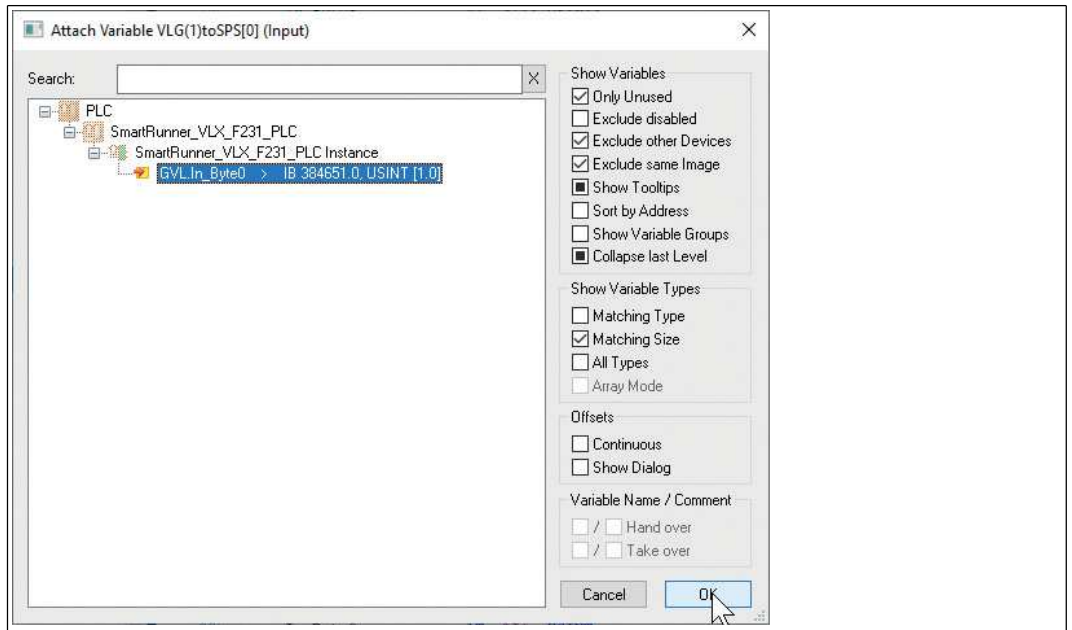 Attach Variable VLG(1)toSPS[0] (Input)
Search:
X
PLC
SmartRunner_VLX_F231_PLC
SmartRunner_VLX_F231_PLC Instance
GVL.In_Byte0 > IB 384651.0, USINT [1.0]
Show Variables
Only Unused
Exclude disabled
Exclude other Devices
Exclude same Image
Show Tooltips
Sort by Address
Show Variable Groups
Collapse last Level
Show Variable Types
Matching Type
Matching Size
All Types
Array Mode
Offsets
Continuous
Show Dialog
Variable Name / Comment
/ Hand over
/ Take over
Cancel
OK